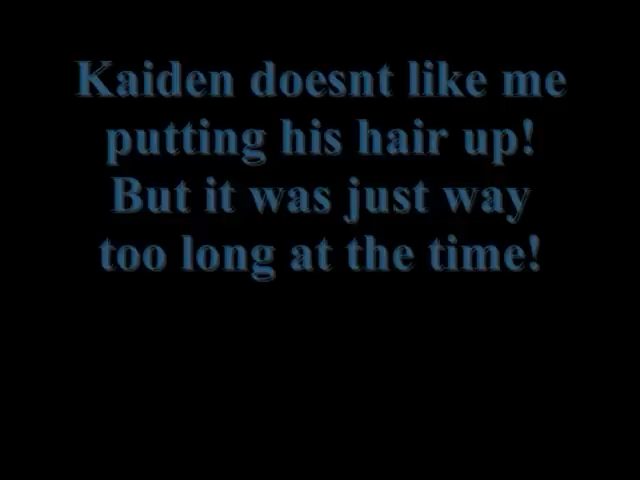 Kaiden doesnt like me
putting his hair up!
But it was just way
too long at the time!